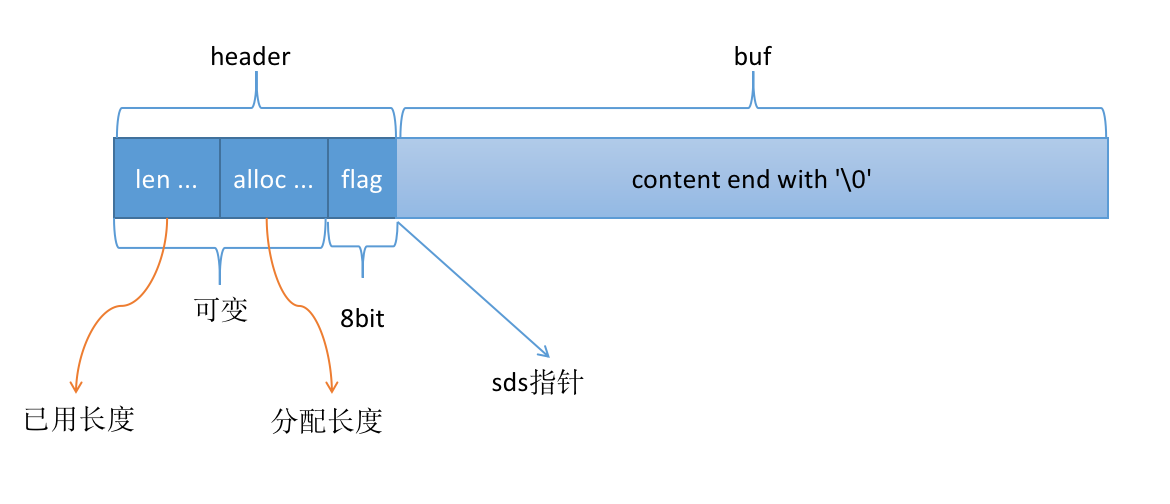 header
buf
len ...
alloc ...
flag
content end with '\0'
可变
8bit
sds指针
已用长度
分配长度